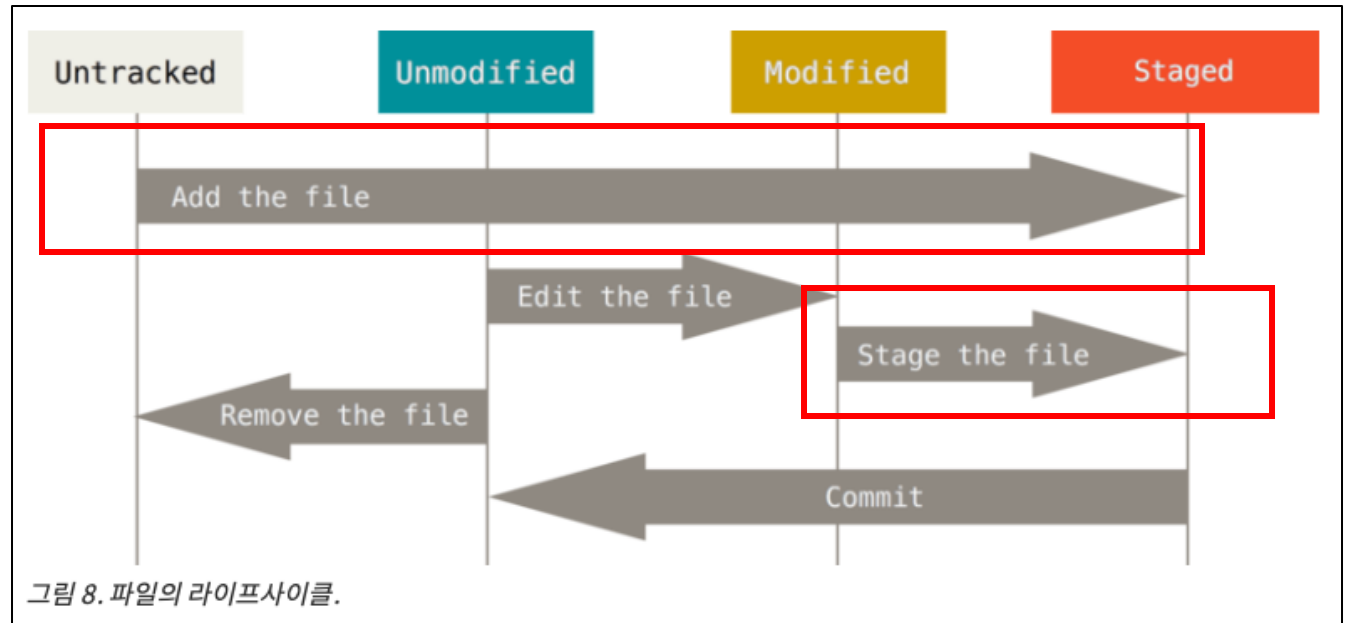 Untracked
Unmodified
Modified
Staged
Add the file
Edit the file
Stage the file
Remove the file
Commit
그림 8. 파일의 라이프사이클.